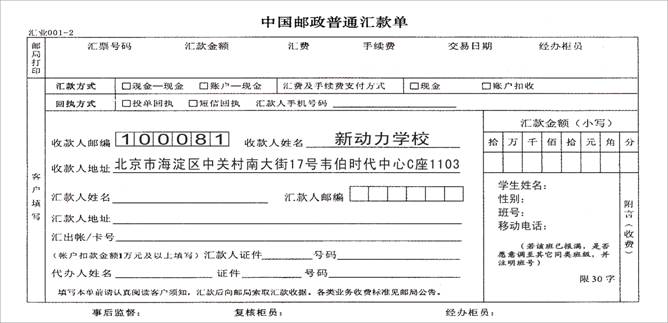 中国邮政普通汇款单
汇业001-2
邮局打印
汇票号码 汇款金额 汇费 手续费 交易日期 经办柜员
客户填写
汇款方式 □现金—现金 □账户—现金 汇费及手续费支付方式 □现金 □账户扣收
回执方式 □投单回执 □短信回执 汇款人手机号码
收款人邮编 100081 收款人姓名 新动力学校
收款人地址 北京市海淀区中关村南大街17号韦伯时代中心C座1103
汇款人姓名 汇款人邮编
汇款人地址
汇出帐/卡号
(帐户扣款金额1万元及以上填写) 汇款人证件 号码
代办人姓名 证件 号码
填写本单前请认真阅读客户须知,汇款后向邮局索取汇款收据。各类业务收费标准见邮局公告。
汇款金额(小写)
拾 万 千 佰 拾 元 角 分
学生姓名:
性别:
班号:
移动电话:
(若该班已报满,是否
愿意调至其它同类班级,并
注明班号)
限30字
附言(收费)
事后监督: 复核柜员: 经办柜员: